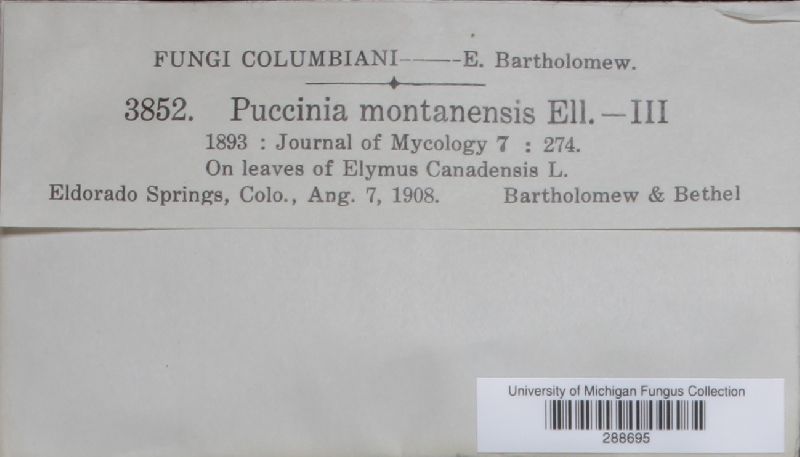 FUNGI COLUMBIANI——E. Bartholomew.
3852. Puccinia montanensis Ell.—III
1893 : Journal of Mycology 7 : 274.
On leaves of Elymus Canadensis L.
Eldorado Springs, Colo., Ang. 7, 1908. Bartholomew & Bethel
University of Michigan Fungus Collection
288695